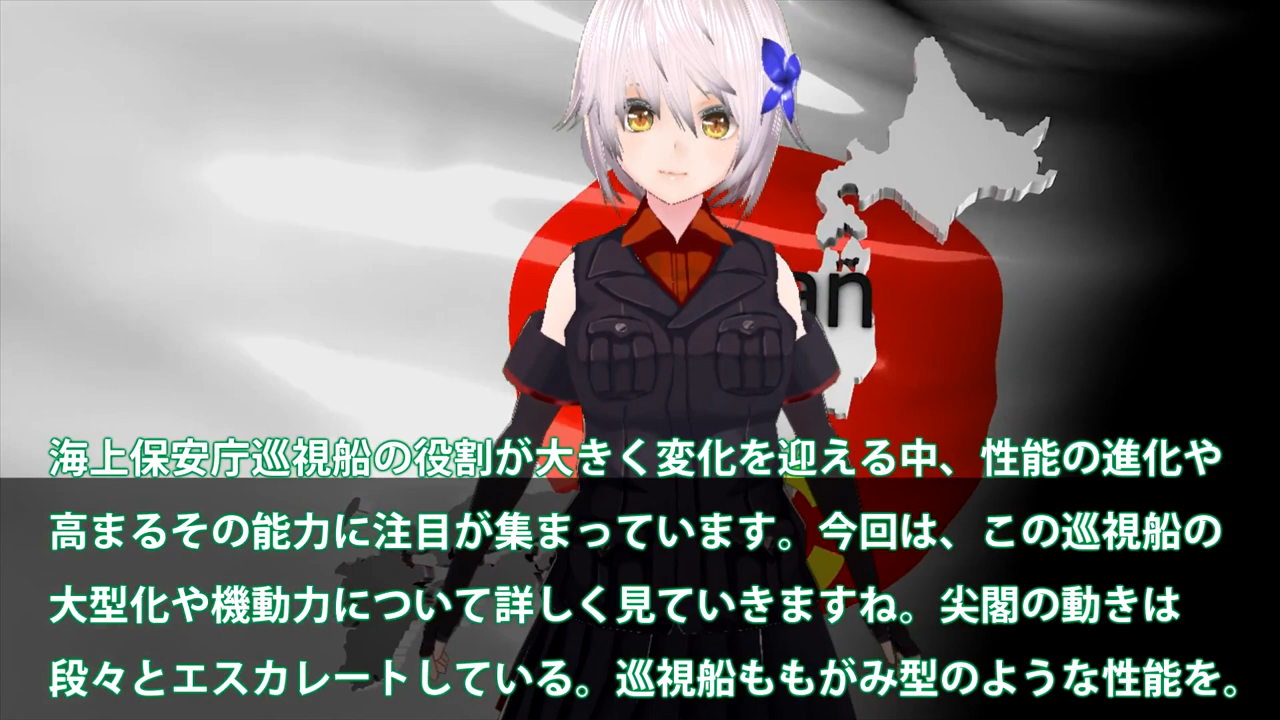 an
海上保安庁巡視船の役割が大きく変化を迎える中、性能の進化や
高まるその能力に注目が集まっています。今回は、この巡視船の
大型化や機動力について詳しく見ていきますね。尖閣の動きは
段々とエスカレートしている。巡視船ももがみ型のような性能を。